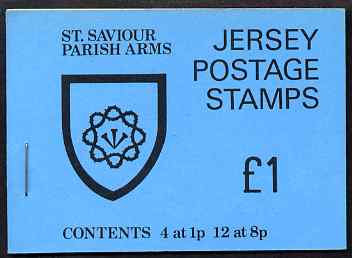 ST. SAVIOUR
PARISH ARMS
JERSEY
POSTAGE
STAMPS
£1
CONTENTS 4 at 1p 12 at 8p